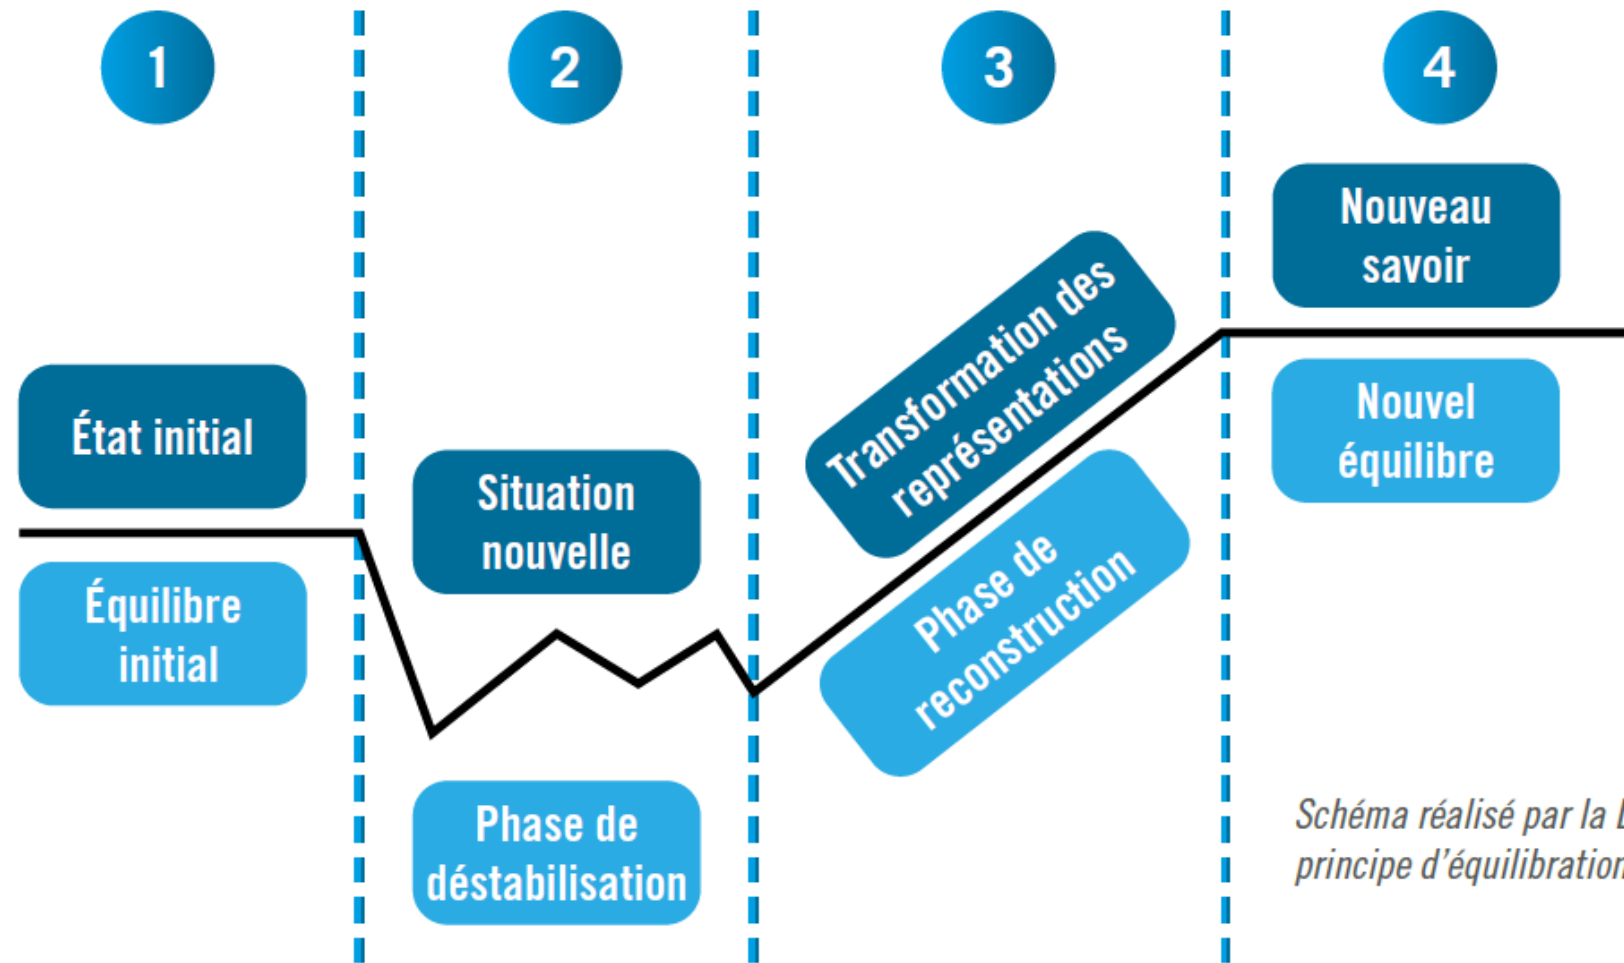 1
2
3
4
État initial
Équilibre
initial
Situation
nouvelle
Phase de
déstabilisation
Transformation des
représentations
Phase de
reconstruction
Nouveau
savoir
Nouvel
équilibre
Schéma réalisé par la
principe d'équilibration